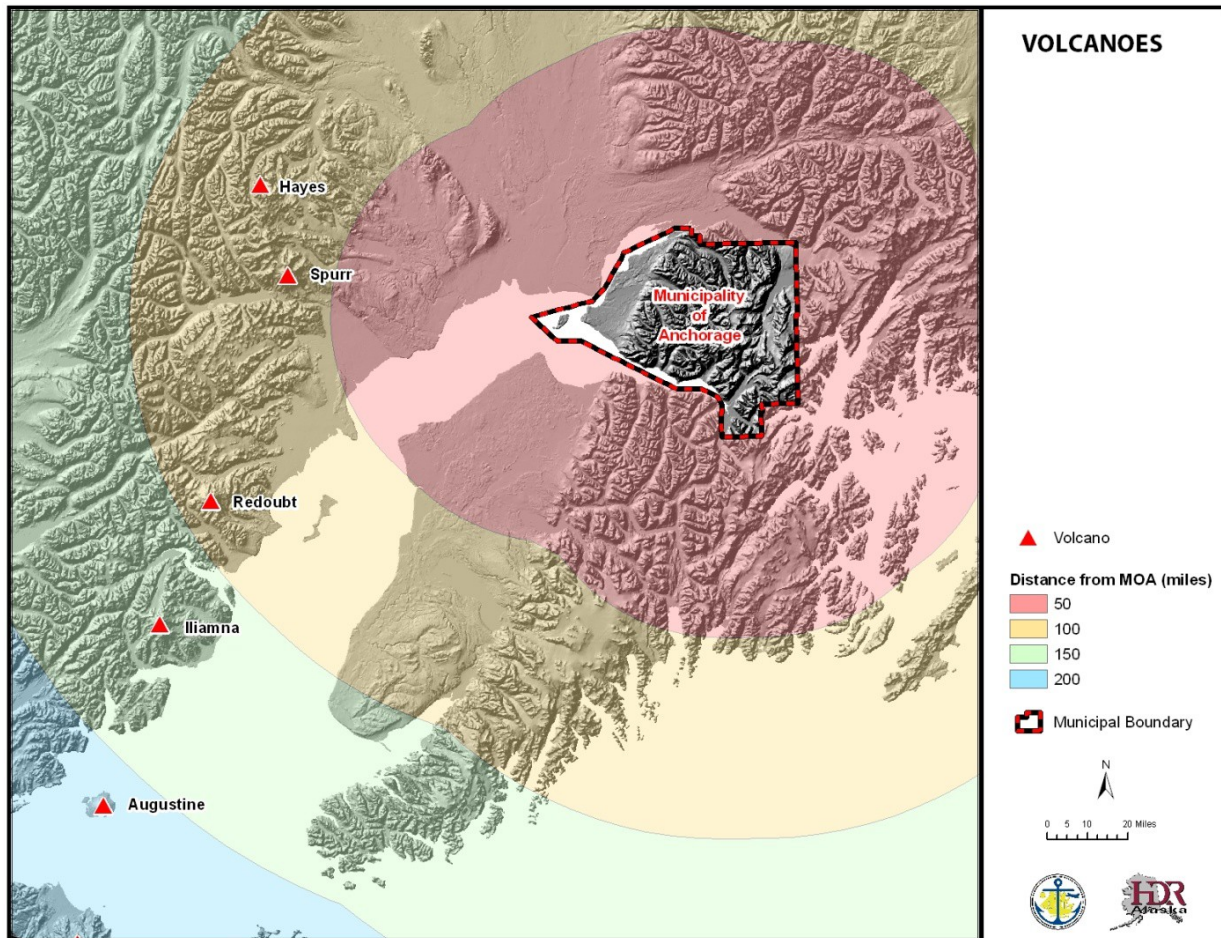 VOLCANOES
Hayes
Spurr
Municipality
of
Anchorage
Redoubt
Iliamna
Augustine
Volcano
Distance from MOA (miles)
50
100
150
200
Municipal Boundary
N
0 5 10 20 Miles
HDR
Alaska